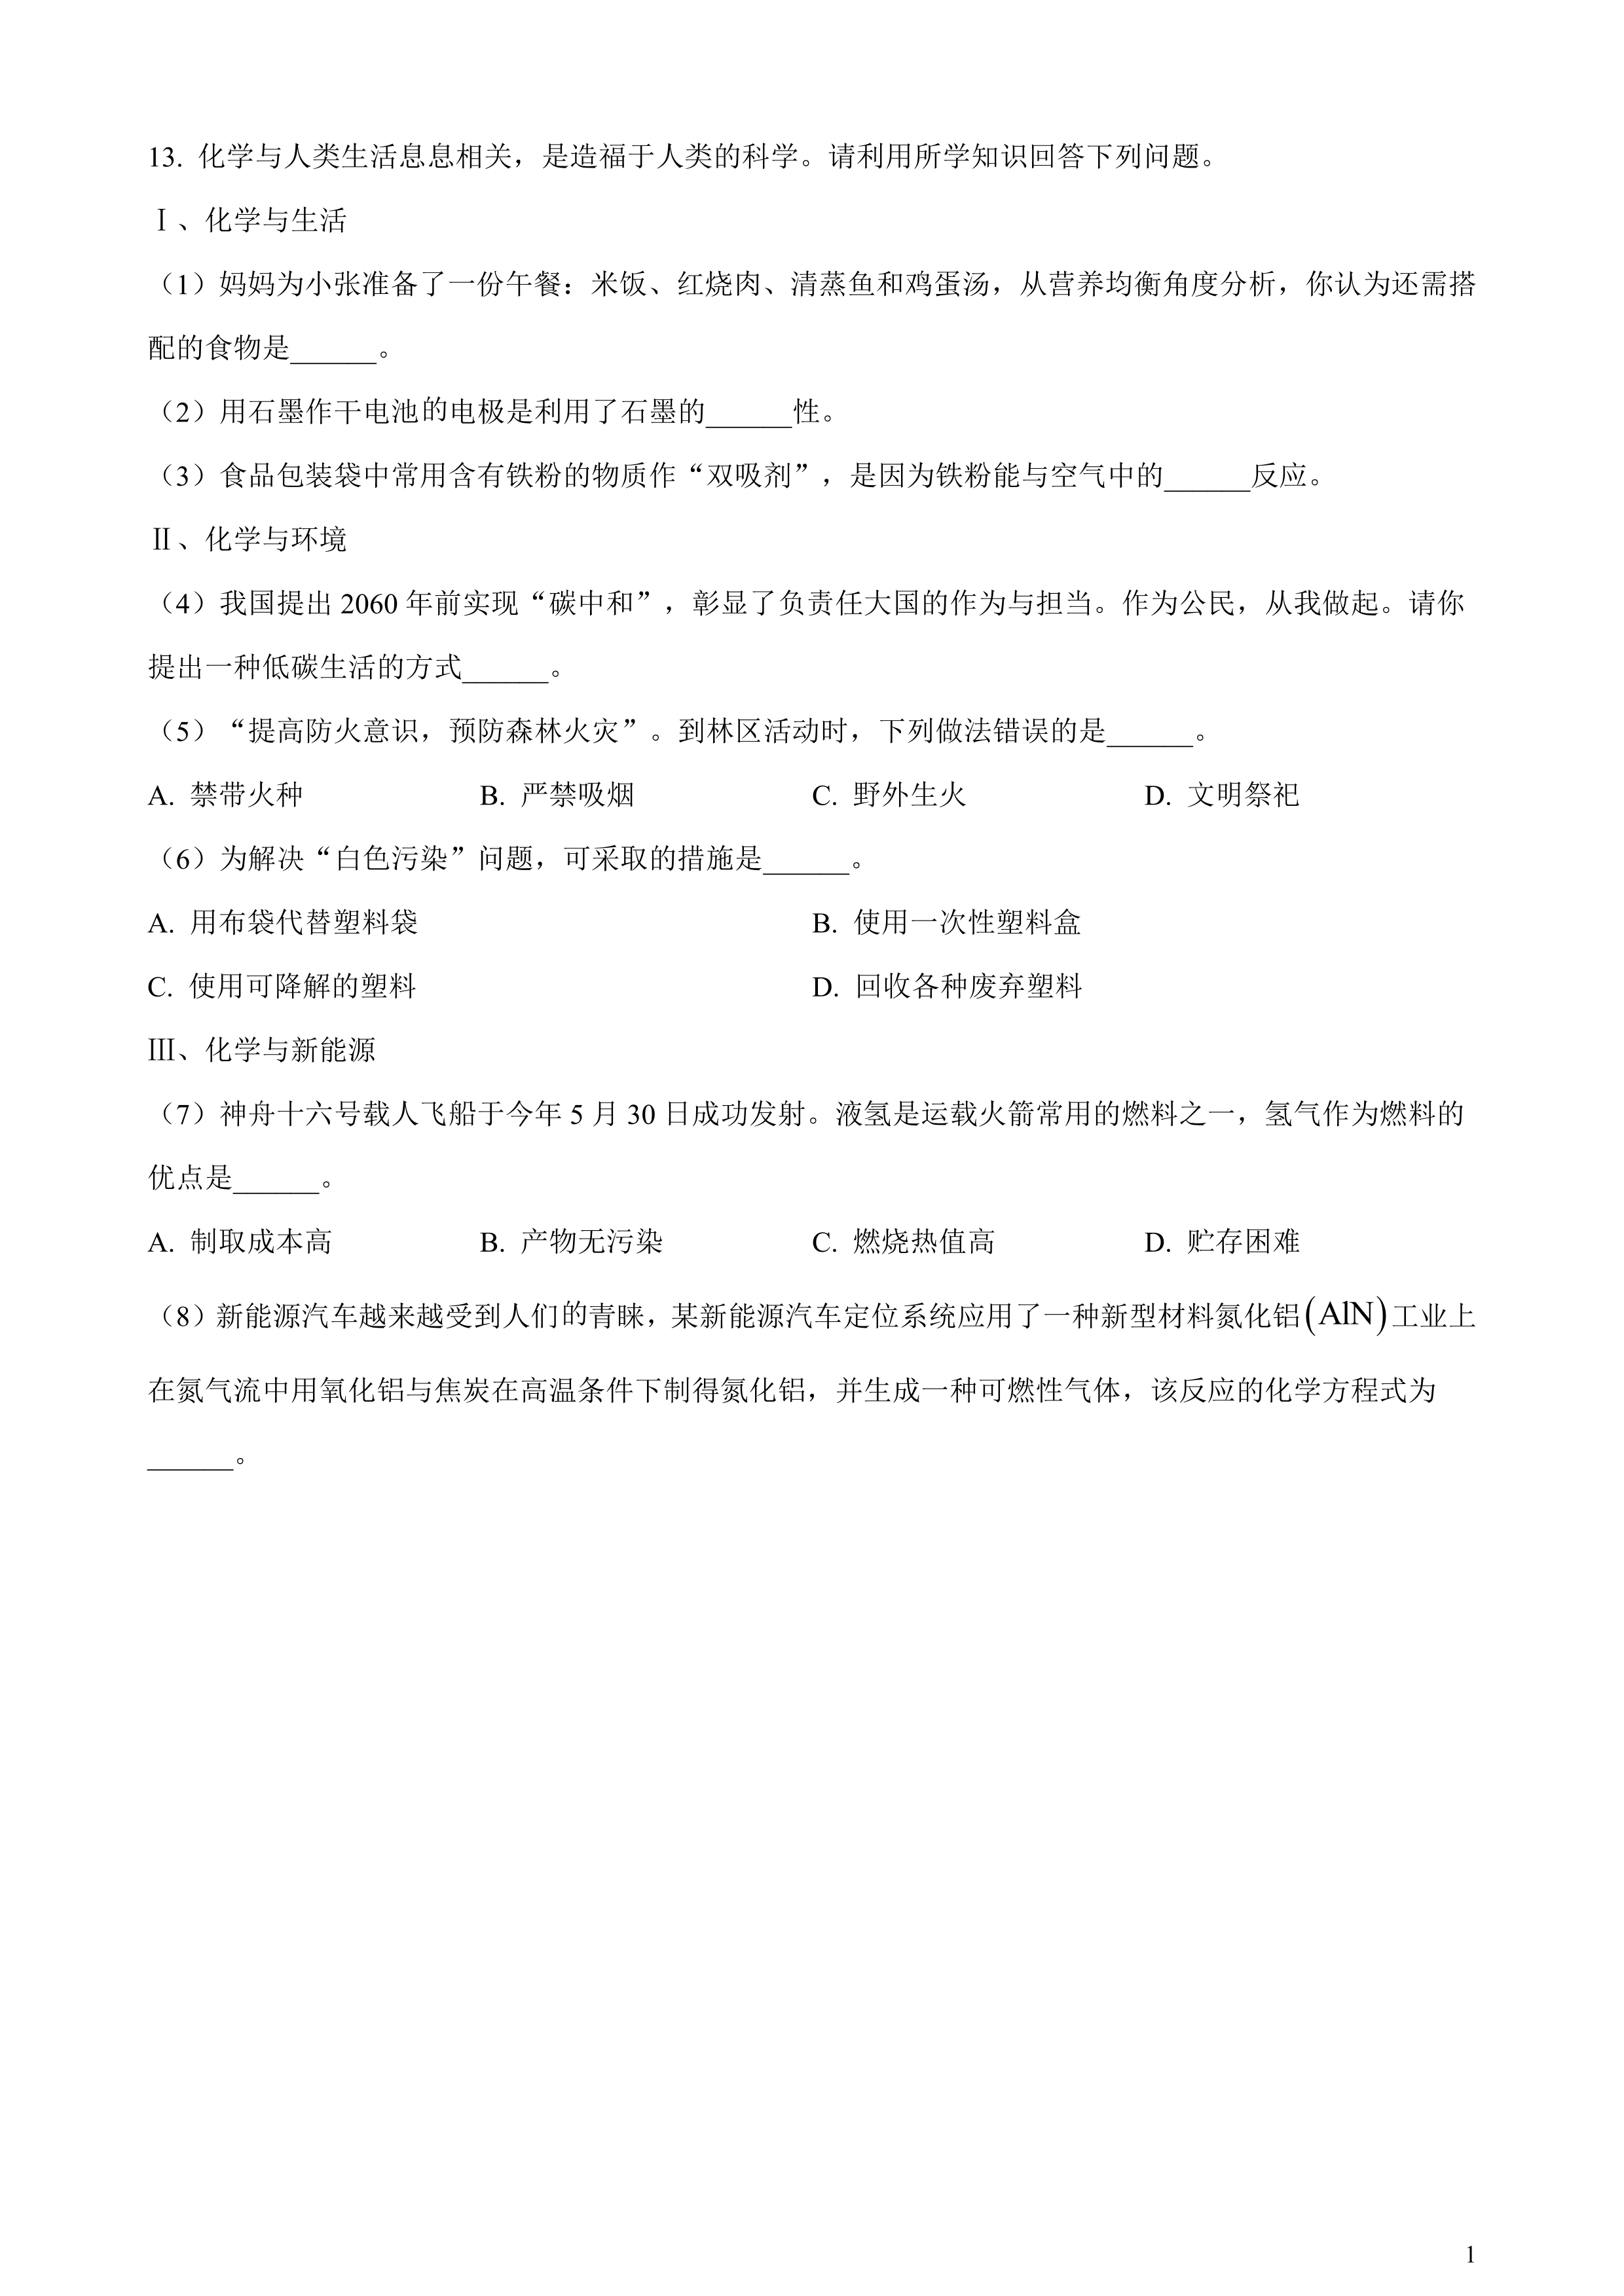 13. 化学与人类生活息息相关，是造福于人类的科学。请利用所学知识回答下列问题。
Ⅰ、化学与生活
（1）妈妈为小张准备了一份午餐：米饭、红烧肉、清蒸鱼和鸡蛋汤，从营养均衡角度分析，你认为还需搭
配的食物是______。
（2）用石墨作干电池的电极是利用了石墨的______性。
（3）食品包装袋中常用含有铁粉的物质作“双吸剂”，是因为铁粉能与空气中的______反应。
Ⅱ、化学与环境
（4）我国提出 2060 年前实现“碳中和”，彰显了负责任大国的作为与担当。作为公民，从我做起。请你
提出一种低碳生活的方式______。
（5）“提高防火意识，预防森林火灾”。到林区活动时，下列做法错误的是______。
A. 禁带火种 B. 严禁吸烟 C. 野外生火 D. 文明祭祀
（6）为解决“白色污染”问题，可采取的措施是______。
A. 用布袋代替塑料袋 B. 使用一次性塑料盒
C. 使用可降解的塑料 D. 回收各种废弃塑料
Ⅲ、化学与新能源
（7）神舟十六号载人飞船于今年 5 月 30 日成功发射。液氢是运载火箭常用的燃料之一，氢气作为燃料的
优点是______。
A. 制取成本高 B. 产物无污染 C. 燃烧热值高 D. 贮存困难
（8）新能源汽车越来越受到人们的青睐，某新能源汽车定位系统应用了一种新型材料氮化铝(AlN)工业上
在氮气流中用氧化铝与焦炭在高温条件下制得氮化铝，并生成一种可燃性气体，该反应的化学方程式为
______。
1